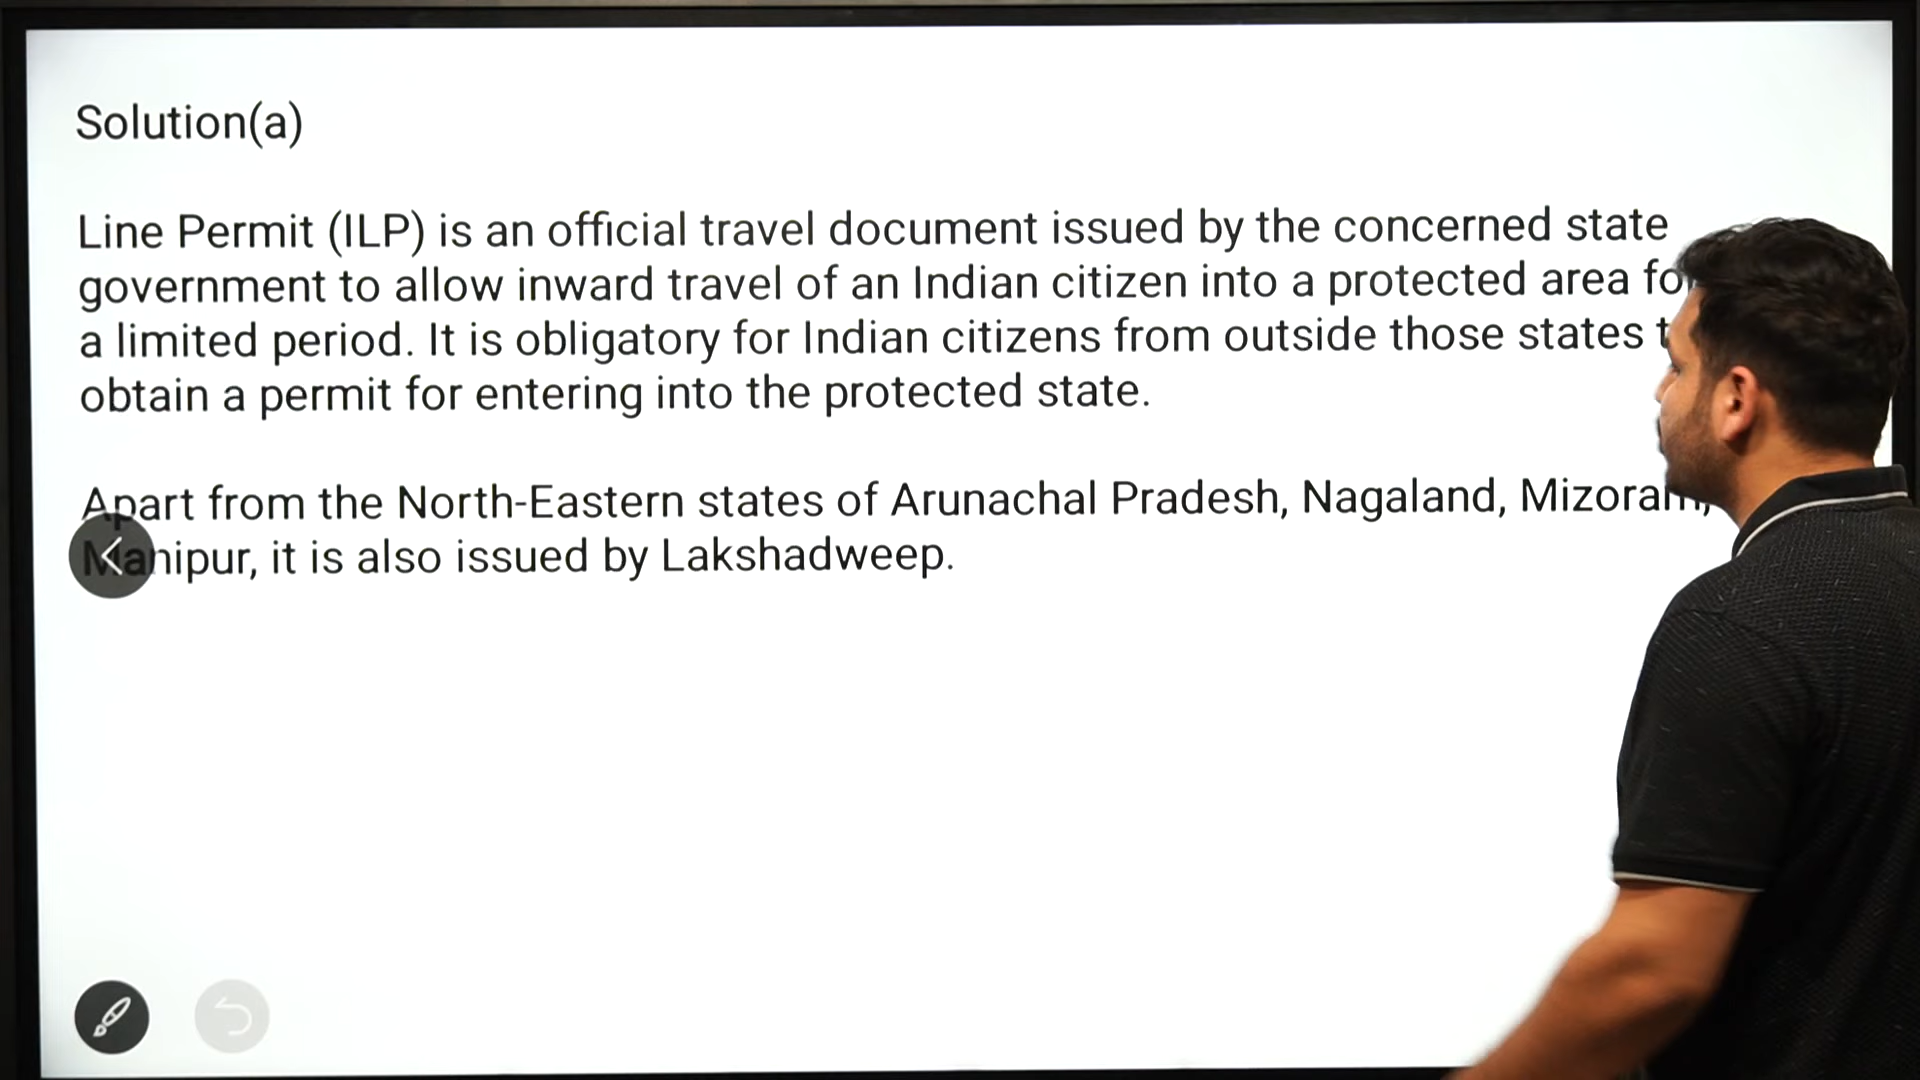 Solution(a)
Line Permit (ILP) is an official travel document issued by the concerned state
government to allow inward travel of an Indian citizen into a protected area
a limited period. It is obligatory for Indian citizens from outside those states
obtain a permit for entering into the protected state.
Apart from the North-Eastern states of Arunachal Pradesh, Nagaland, Mizoram,
Manipur, it is also issued by Lakshadweep.